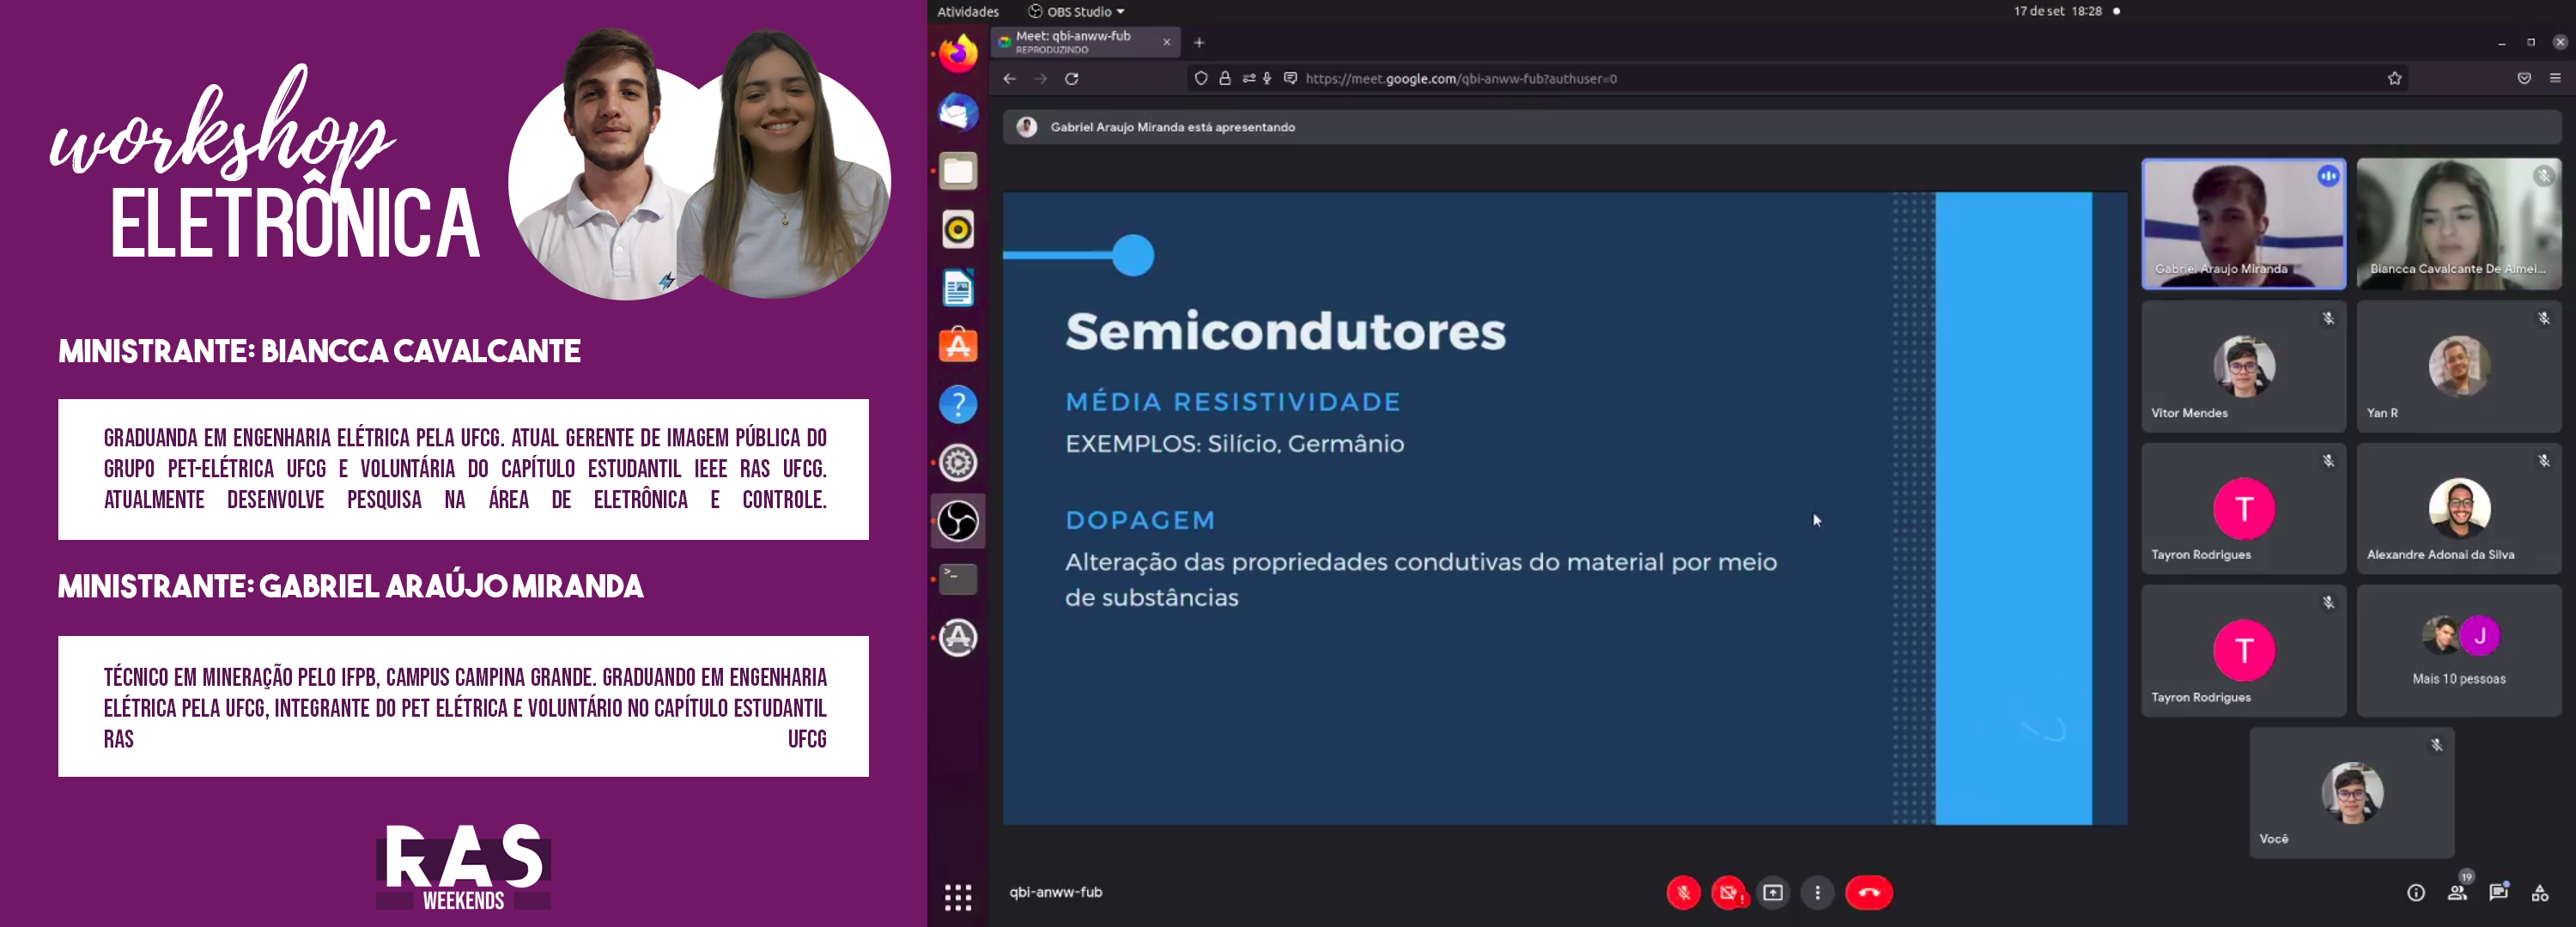 workshop
ELETRÔNICA
MINISTRANTE: BIANCCA CAVALCANTE
GRADUANDA EM ENGENHARIA ELÉTRICA PELA UFCG. ATUAL GERENTE DE IMAGEM PÚBLICA DO
GRUPO PET-ELÉTRICA UFCG E VOLUNTÁRIA DO CAPÍTULO ESTUDANTIL IEEE RAS UFCG.
ATUALMENTE DESENVOLVE PESQUISA NA ÁREA DE ELETRÔNICA E CONTROLE.
MINISTRANTE: GABRIEL ARAÚJO MIRANDA
TÉCNICO EM MINERAÇÃO PELO IFPB, CAMPUS CAMPINA GRANDE. GRADUANDO EM ENGENHARIA
ELÉTRICA PELA UFCG, INTEGRANTE DO PET ELÉTRICA E VOLUNTÁRIO NO CAPÍTULO ESTUDANTIL
RAS UFCG
RAS
WEEKENDS
Atividades
OBS Studio
17 de set 18:28
Meet: qbi-anww-fub
REPRODUZINDO
https://meet.google.com/qbi-anww-fub?authuser=0
Gabriel Araujo Miranda está apresentando
Semicondutores
MÉDIA RESISTIVIDADE
EXEMPLOS: Silício, Germânio
DOPAGEM
Alteração das propriedades condutivas do material por meio
de substâncias
Gabriel Araujo Miranda
Biancca Cavalcante De Almei...
Vitor Mendes
Yan R
T
Tayron Rodrigues
Alexandre Adonai da Silva
T
Tayron Rodrigues
J
Mais 10 pessoas
Você
qbi-anww-fub
19